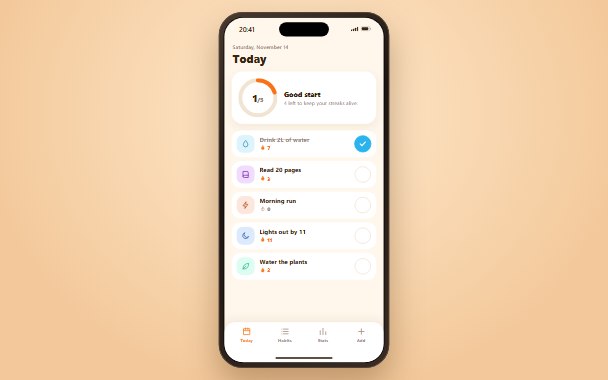 20:41
Saturday, November 14
Today
1/5
Good start
4 left to keep your streaks alive
Drink 2L of water
7
Read 20 pages
3
Morning run
0
Lights out by 11
11
Water the plants
2
Today
Habits
Stats
Add